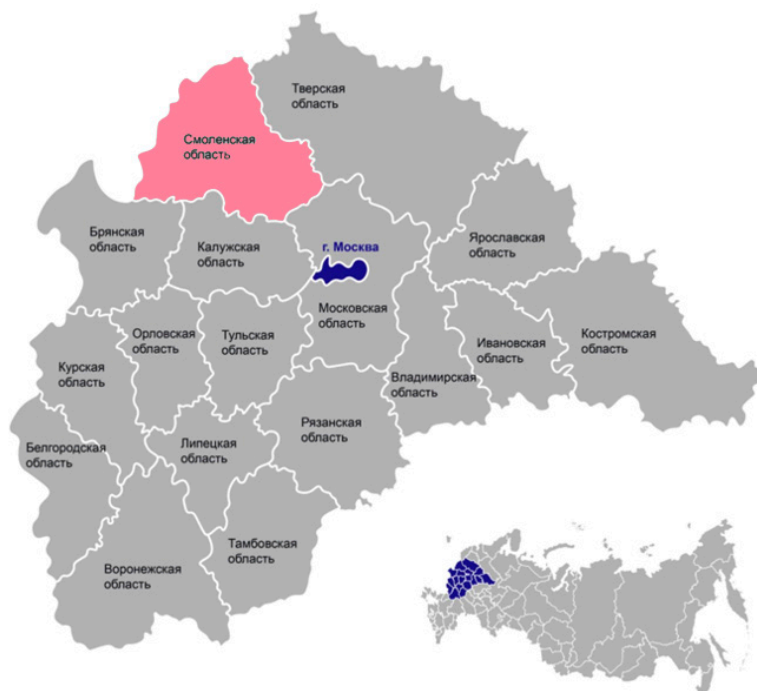 Тверская
область
Смоленская
область
Брянская
область
Калужская
область
г. Москва
Ярославская
область
Московская
область
Орловская
область
Тульская
область
Ивановская
область
Костромская
область
Курская
область
Владимирская
область
Рязанская
область
Липецкая
область
Белгородская
область
Тамбовская
область
Воронежская
область